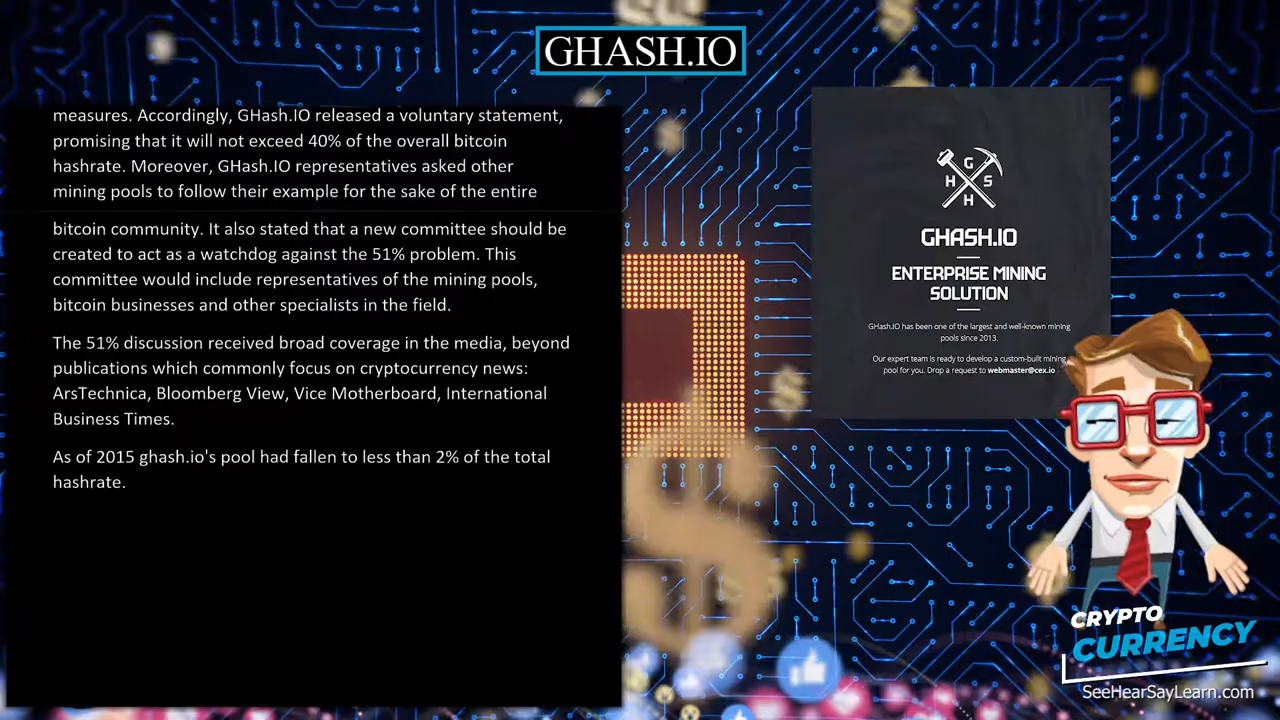 GHASH.IO
measures. Accordingly, GHash.IO released a voluntary statement,
promising that it will not exceed 40% of the overall bitcoin
hashrate. Moreover, GHash.IO representatives asked other
mining pools to follow their example for the sake of the entire
bitcoin community. It also stated that a new committee should be
created to act as a watchdog against the 51% problem. This
committee would include representatives of the mining pools,
bitcoin businesses and other specialists in the field.
The 51% discussion received broad coverage in the media, beyond
publications which commonly focus on cryptocurrency news:
ArsTechnica, Bloomberg View, Vice Motherboard, International
Business Times.
As of 2015 ghash.io's pool had fallen to less than 2% of the total
hashrate.
G
H S
H
GHASH.IO
ENTERPRISE MINING
SOLUTION
GHash.IO has been one of the largest and well-known mining
pools since 2013.
Our expert team is ready to develop a custom-built mining
pool for you. Drop a request to webmaster@cex.io
CRYPTO
CURRENCY
SeeHearSayLearn.com